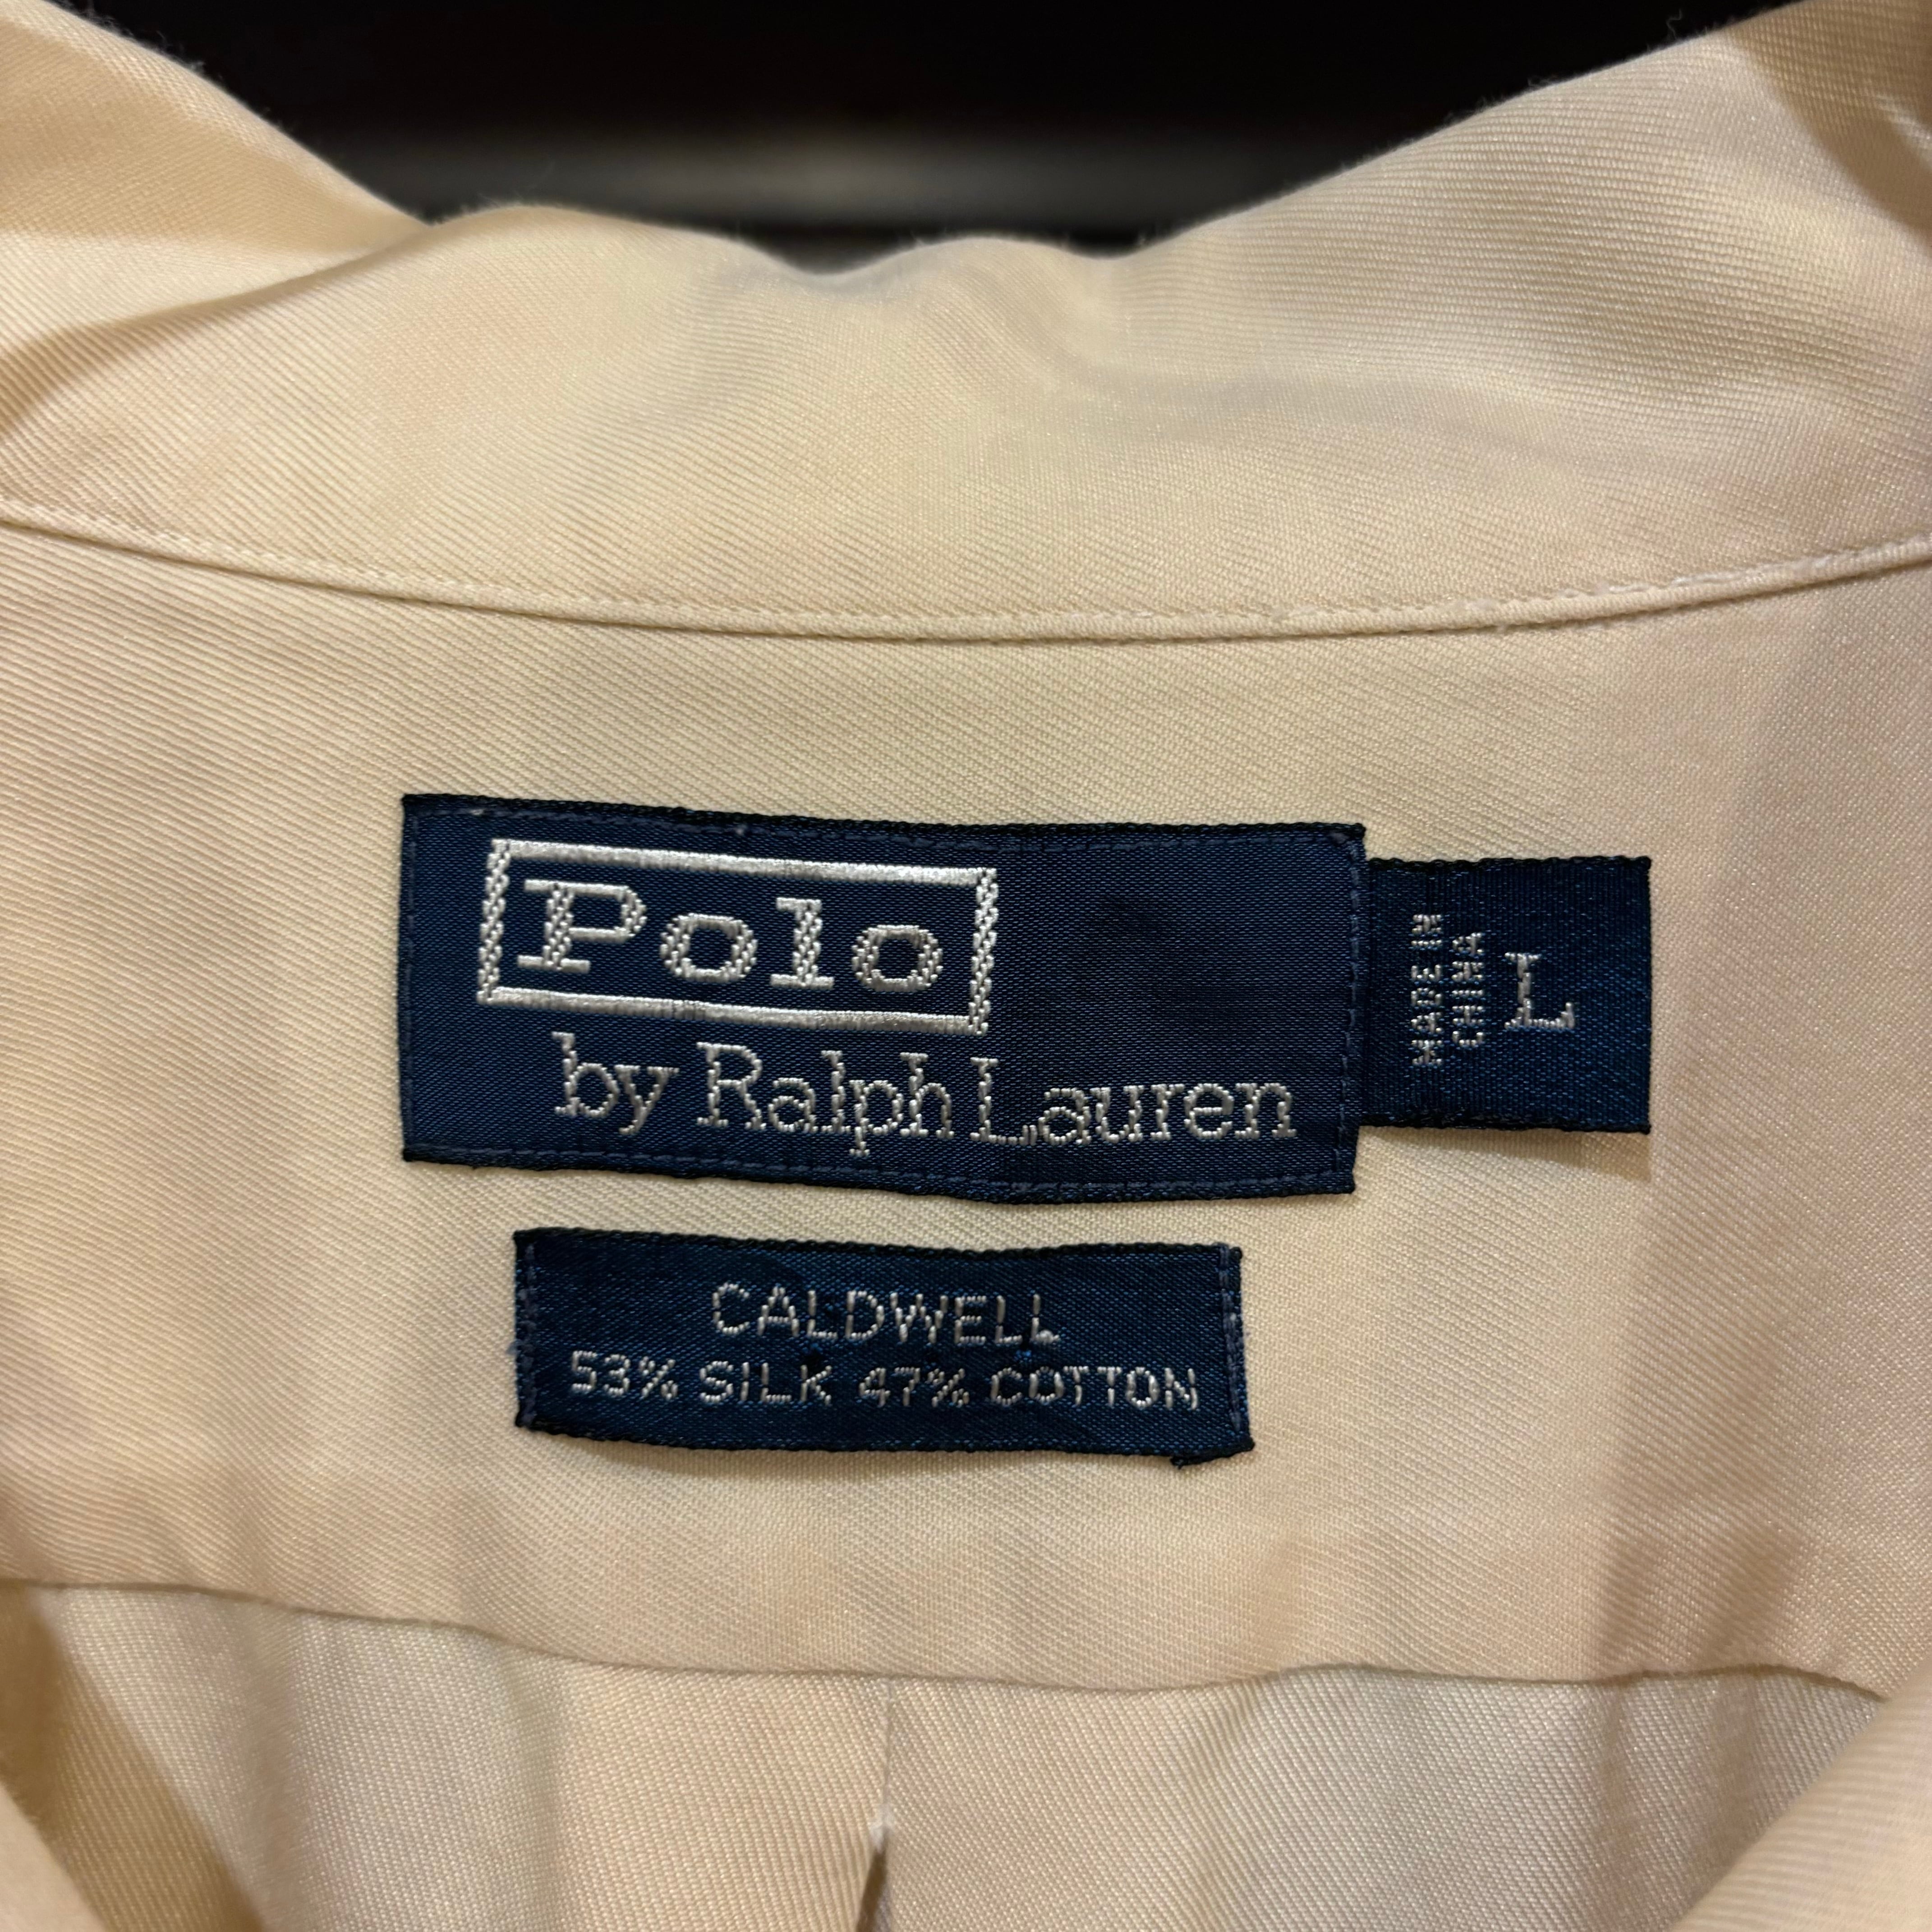 Polo
by Ralph Lauren
MADE IN
CHINA
L
CALDWELL
53% SILK 47% COTTON